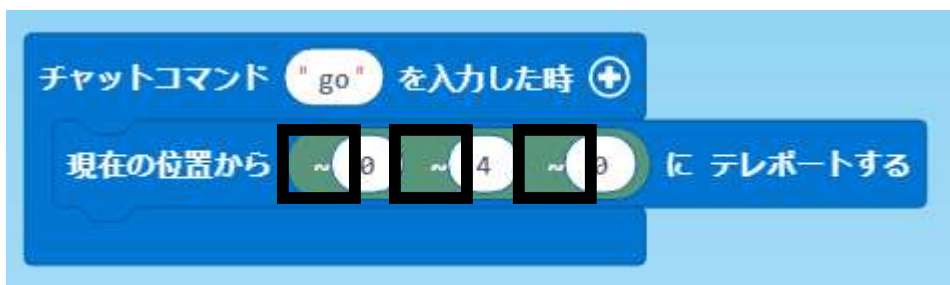 チャットコマンド "go" を入力した時
現在の位置から ~0 ~4 ~0 に テレポートする